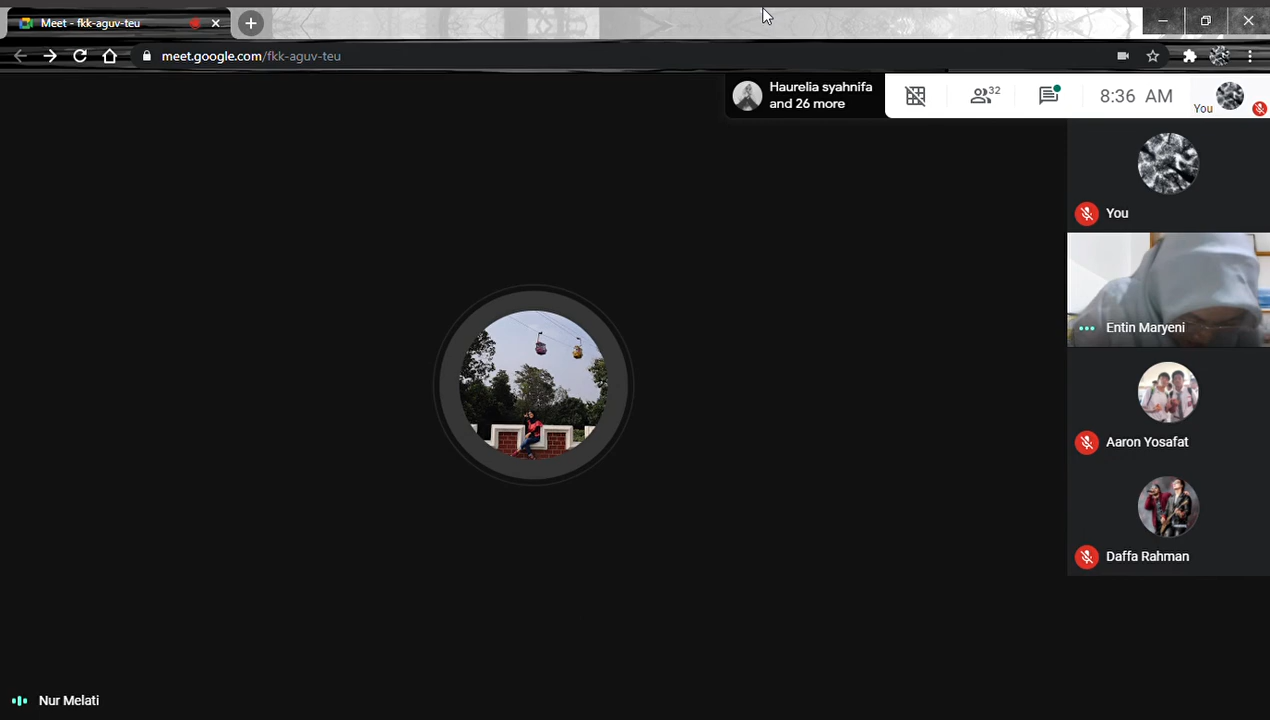 Meet - fkk-aguv-teu
meet.google.com/fkk-aguv-teu
Haurelia syahnifa
and 26 more
32
8:36 AM
You
You
Entin Maryeni
Aaron Yosafat
Daffa Rahman
Nur Melati